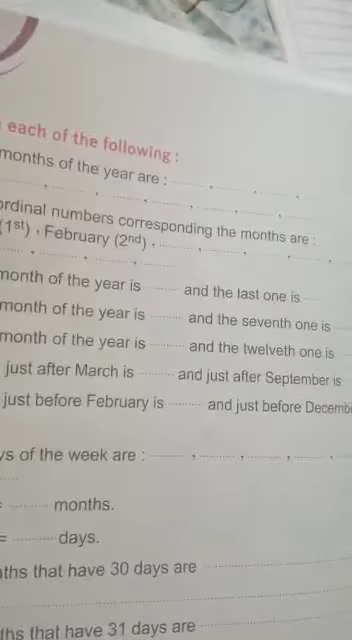 each of the following :
months of the year are : ........ , ........ , ........ ,
........ , ........ , ........ , ........ , ........ , ........
ordinal numbers corresponding the months are :
(1st) , February (2nd) , ........ , ........ , ........ ,
........ , ........ , ........ , ........
month of the year is ........ and the last one is ........
month of the year is ........ and the seventh one is ........
month of the year is ........ and the twelveth one is
just after March is ........ and just after September is
just before February is ........ and just before Decembe
ys of the week are : ........ , ........ , ........ , ........
= ........ months.
= ........ days.
nths that have 30 days are ........
ths that have 31 days are ........